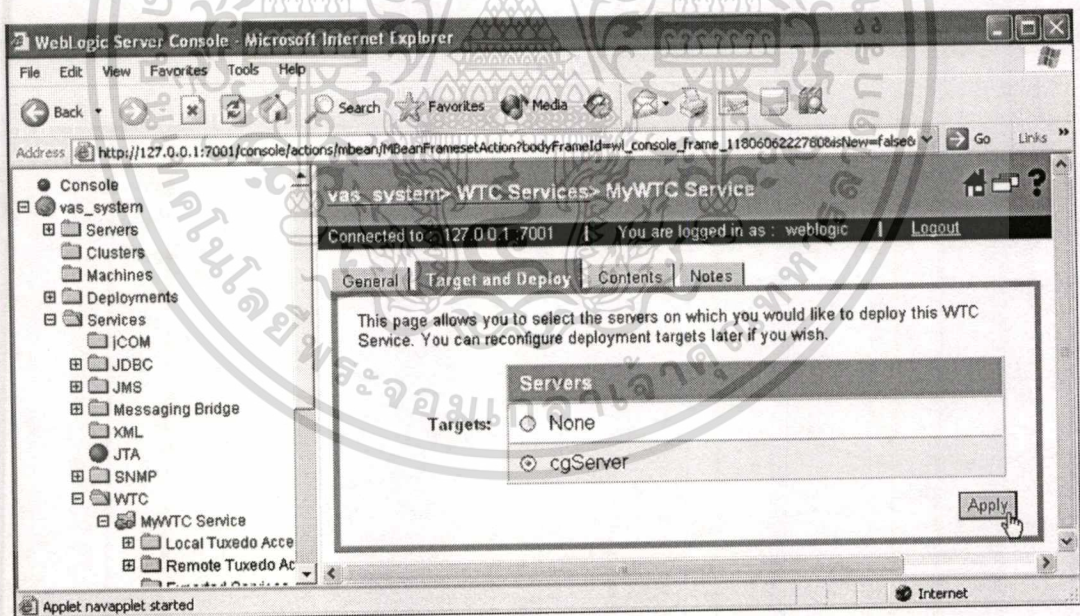 WebLogic Server Console - Microsoft Internet Explorer
File Edit View Favorites Tools Help
Back Search Favorites Media
Address http://127.0.0.1:7001/console/actions/mbean/MBeanFramesetAction?bodyFrameId=wl_console_frame_1180606222780&isNew=false& Go Links »
Console
vas_system
Servers
Clusters
Machines
Deployments
Services
jCOM
JDBC
JMS
Messaging Bridge
XML
JTA
SNMP
WTC
MyWTC Service
Local Tuxedo Acce
Remote Tuxedo Ac
vas_system> WTC Services> MyWTC Service
Connected to : 127.0.0.1 :7001 | You are logged in as : weblogic | Logout
General Target and Deploy Contents Notes
This page allows you to select the servers on which you would like to deploy this WTC
Service. You can reconfigure deployment targets later if you wish.
Servers
Targets: None
cgServer
Apply
Applet navapplet started
Internet